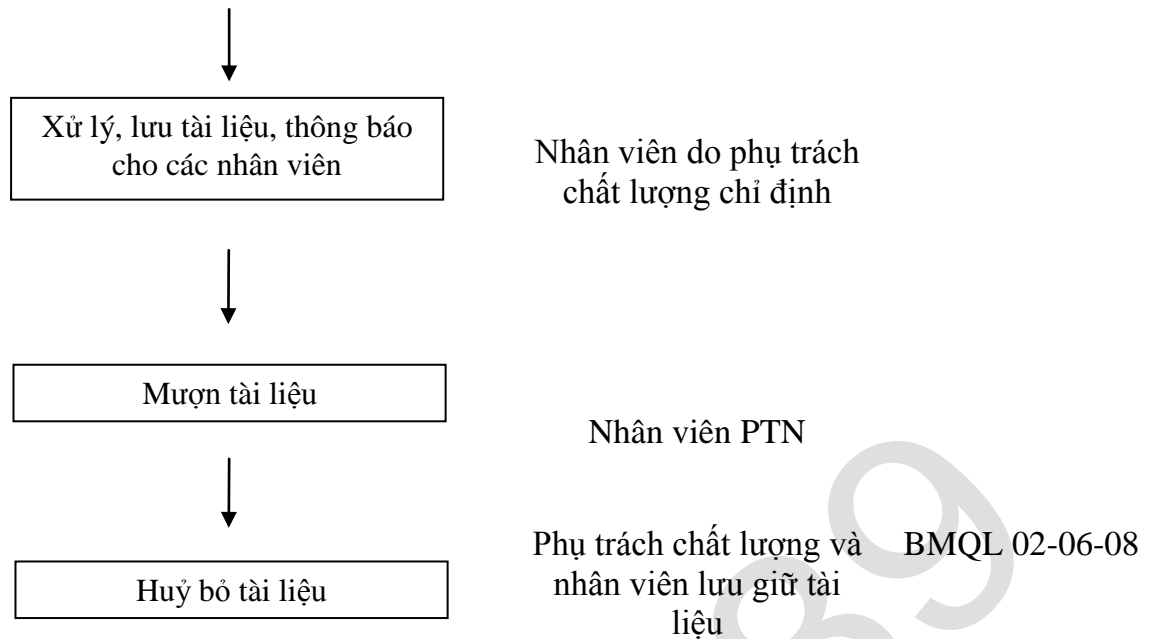 Xử lý, lưu tài liệu, thông báo
cho các nhân viên
Nhân viên do phụ trách
chất lượng chỉ định
Mượn tài liệu
Nhân viên PTN
Huỷ bỏ tài liệu
Phụ trách chất lượng và
nhân viên lưu giữ tài
liệu
BMQL 02-06-08